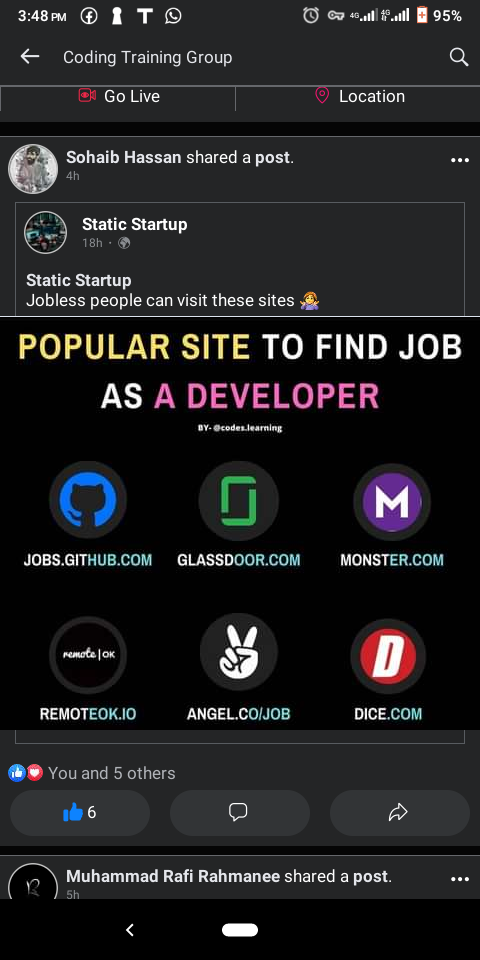 3:48 PM
4G
4G
95%
Coding Training Group
Go Live
Location
Sohaib Hassan shared a post.
4h
Static Startup
18h ·
Static Startup
Jobless people can visit these sites
POPULAR SITE TO FIND JOB
AS A DEVELOPER
BY- @codes.learning
JOBS.GITHUB.COM
GLASSDOOR.COM
MONSTER.COM
remote|OK
REMOTEOK.IO
ANGEL.CO/JOB
DICE.COM
You and 5 others
6
Muhammad Rafi Rahmanee shared a post.
5h